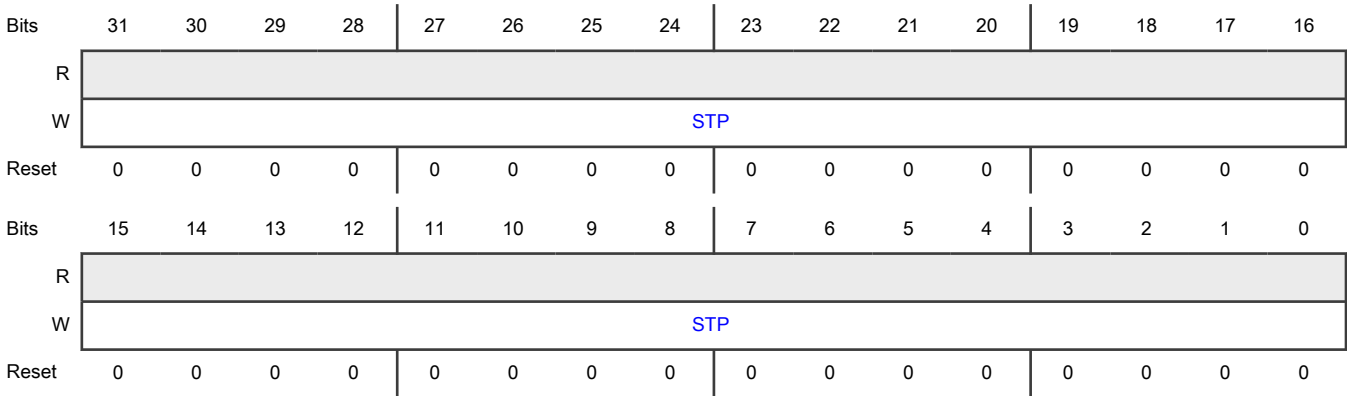 Bits 31 30 29 28 27 26 25 24 23 22 21 20 19 18 17 16
R
W STP
Reset 0 0 0 0 0 0 0 0 0 0 0 0 0 0 0 0
Bits 15 14 13 12 11 10 9 8 7 6 5 4 3 2 1 0
R
W STP
Reset 0 0 0 0 0 0 0 0 0 0 0 0 0 0 0 0